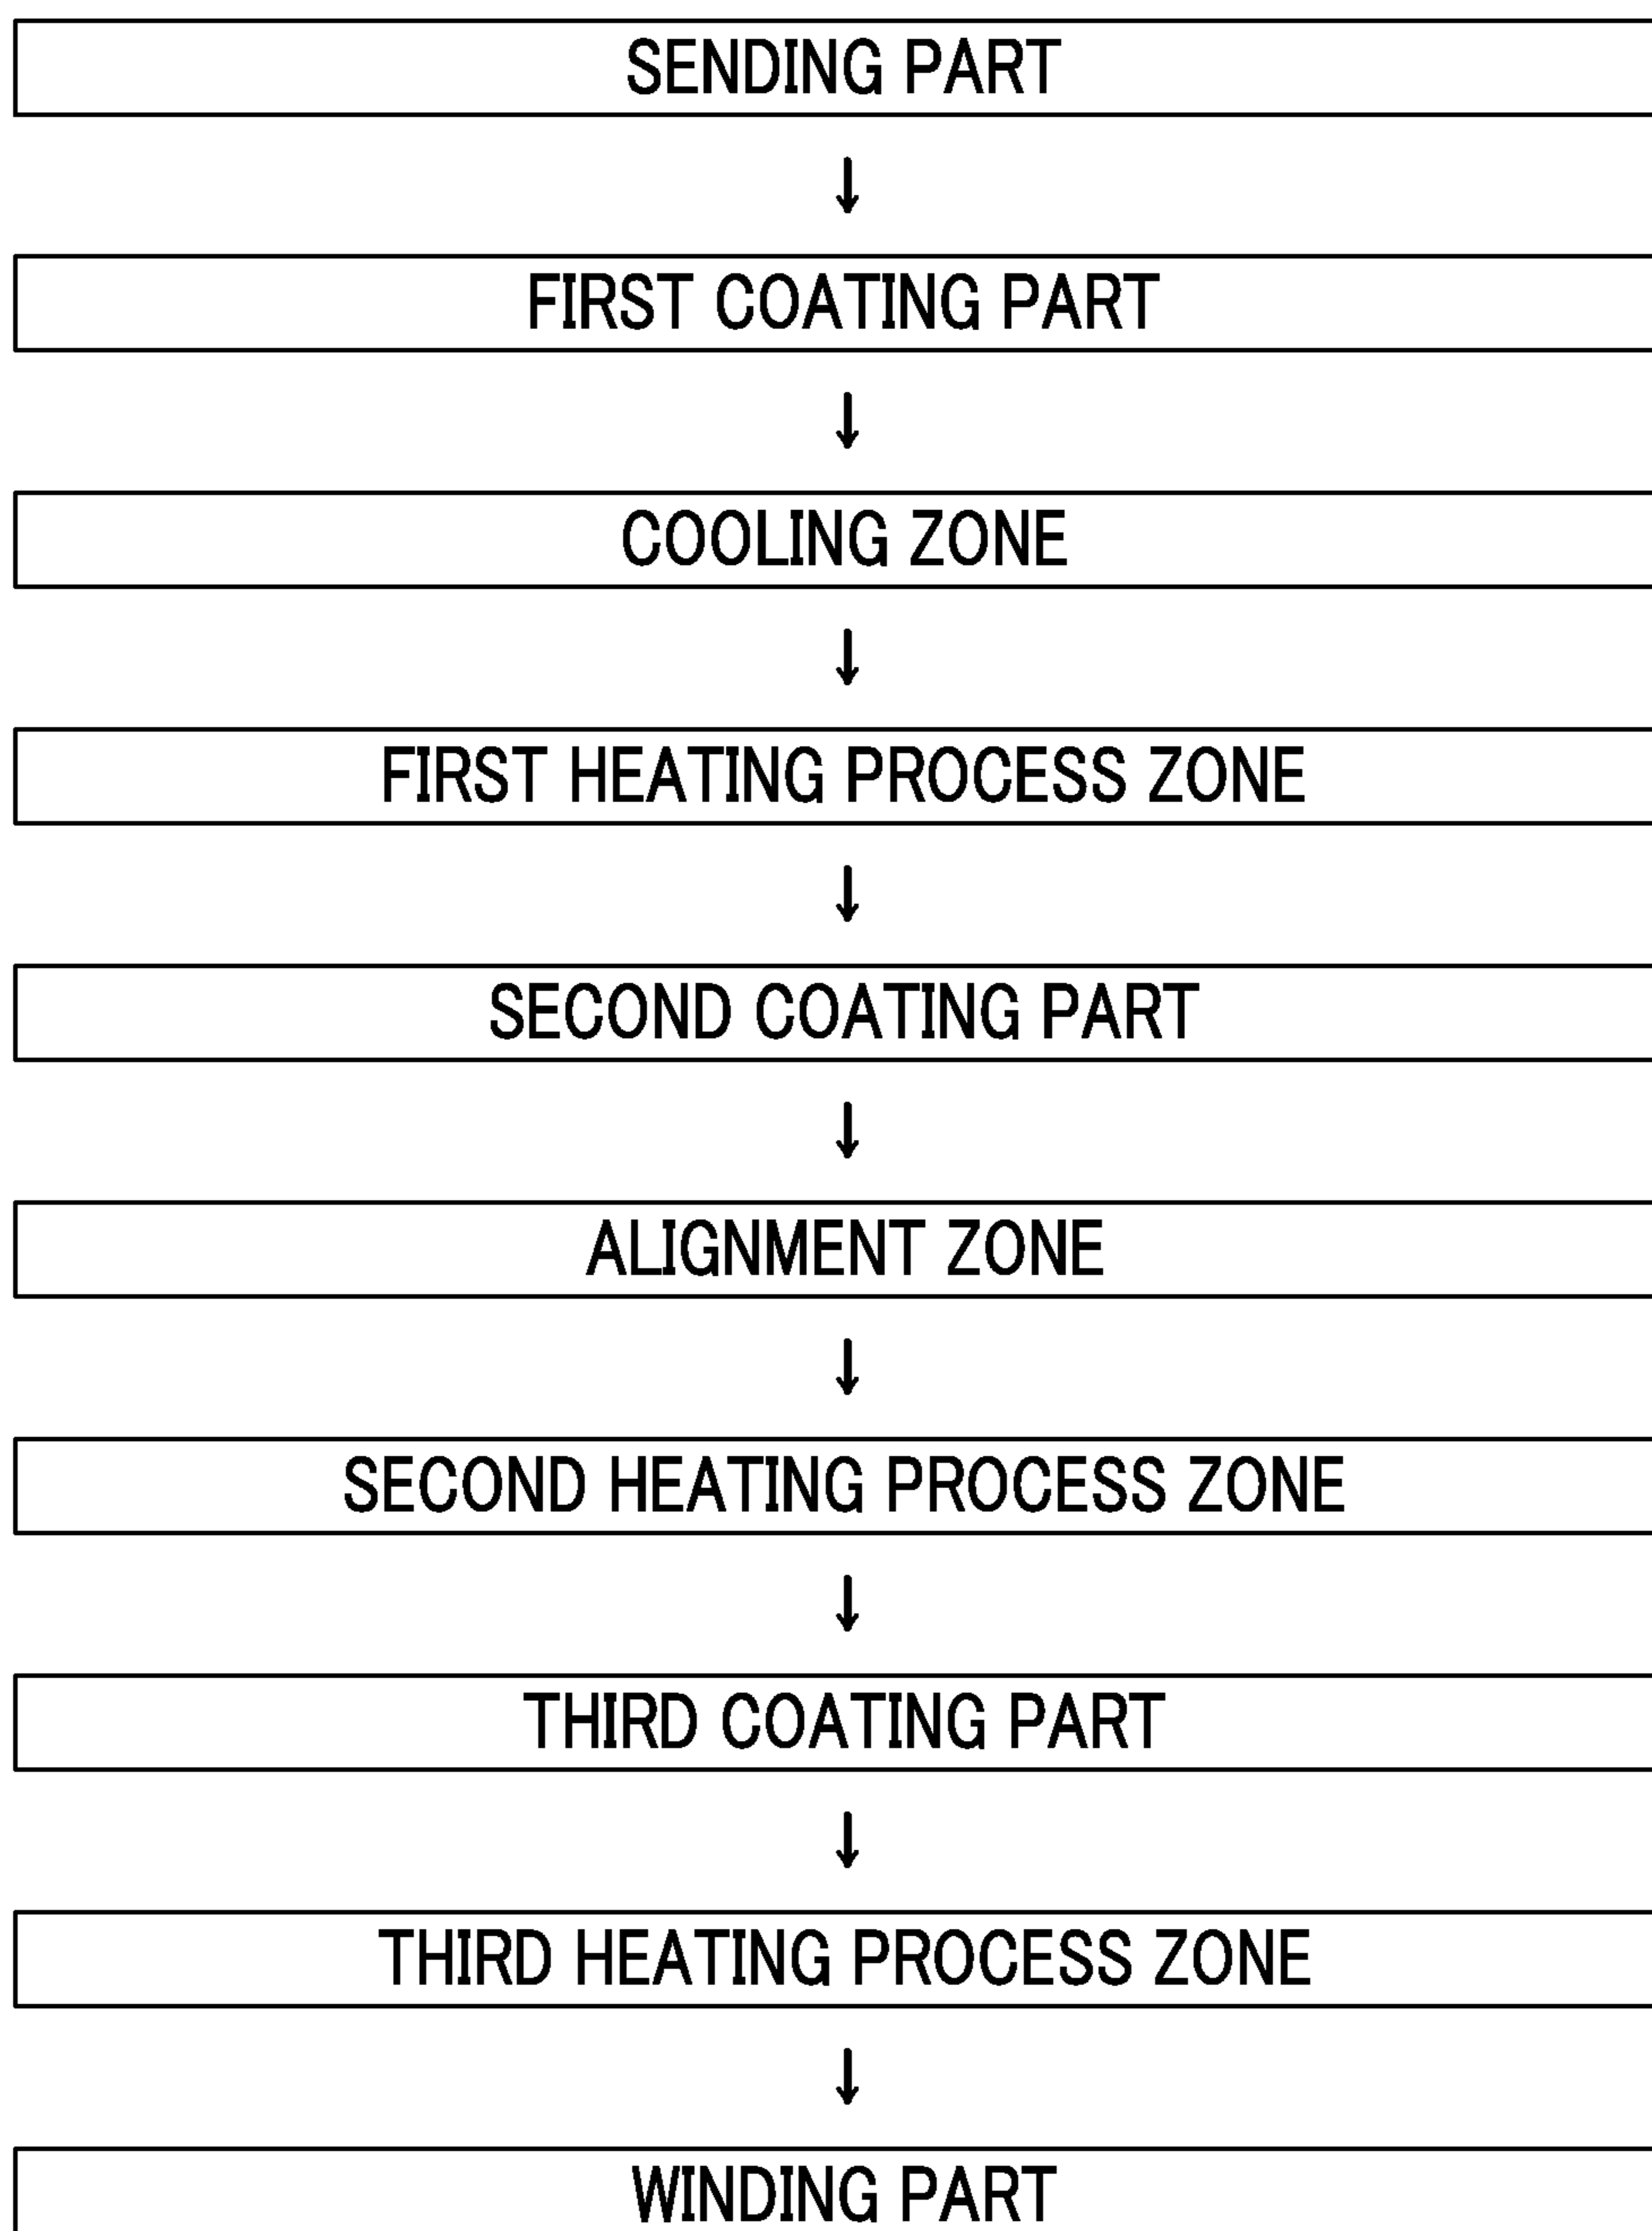 SENDING PART
FIRST COATING PART
COOLING ZONE
FIRST HEATING PROCESS ZONE
SECOND COATING PART
ALIGNMENT ZONE
SECOND HEATING PROCESS ZONE
THIRD COATING PART
THIRD HEATING PROCESS ZONE
WINDING PART